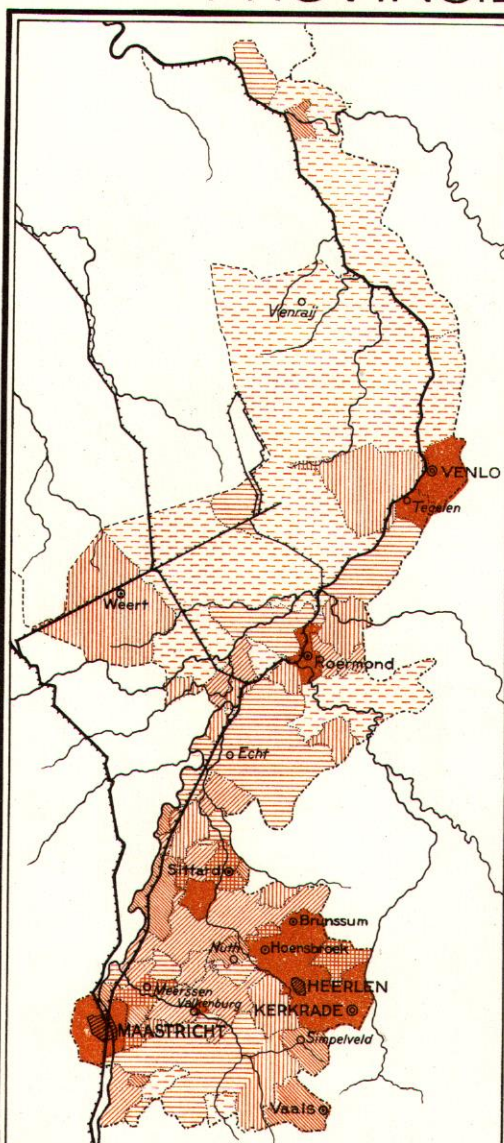 Venraij
VENLO
Tegelen
Weert
Roermond
Echt
Sittard
Brunssum
Hoensbroek
Nuth
HEERLEN
Meerssen
Valkenburg
KERKRADE
MAASTRICHT
Simpelveld
Vaals